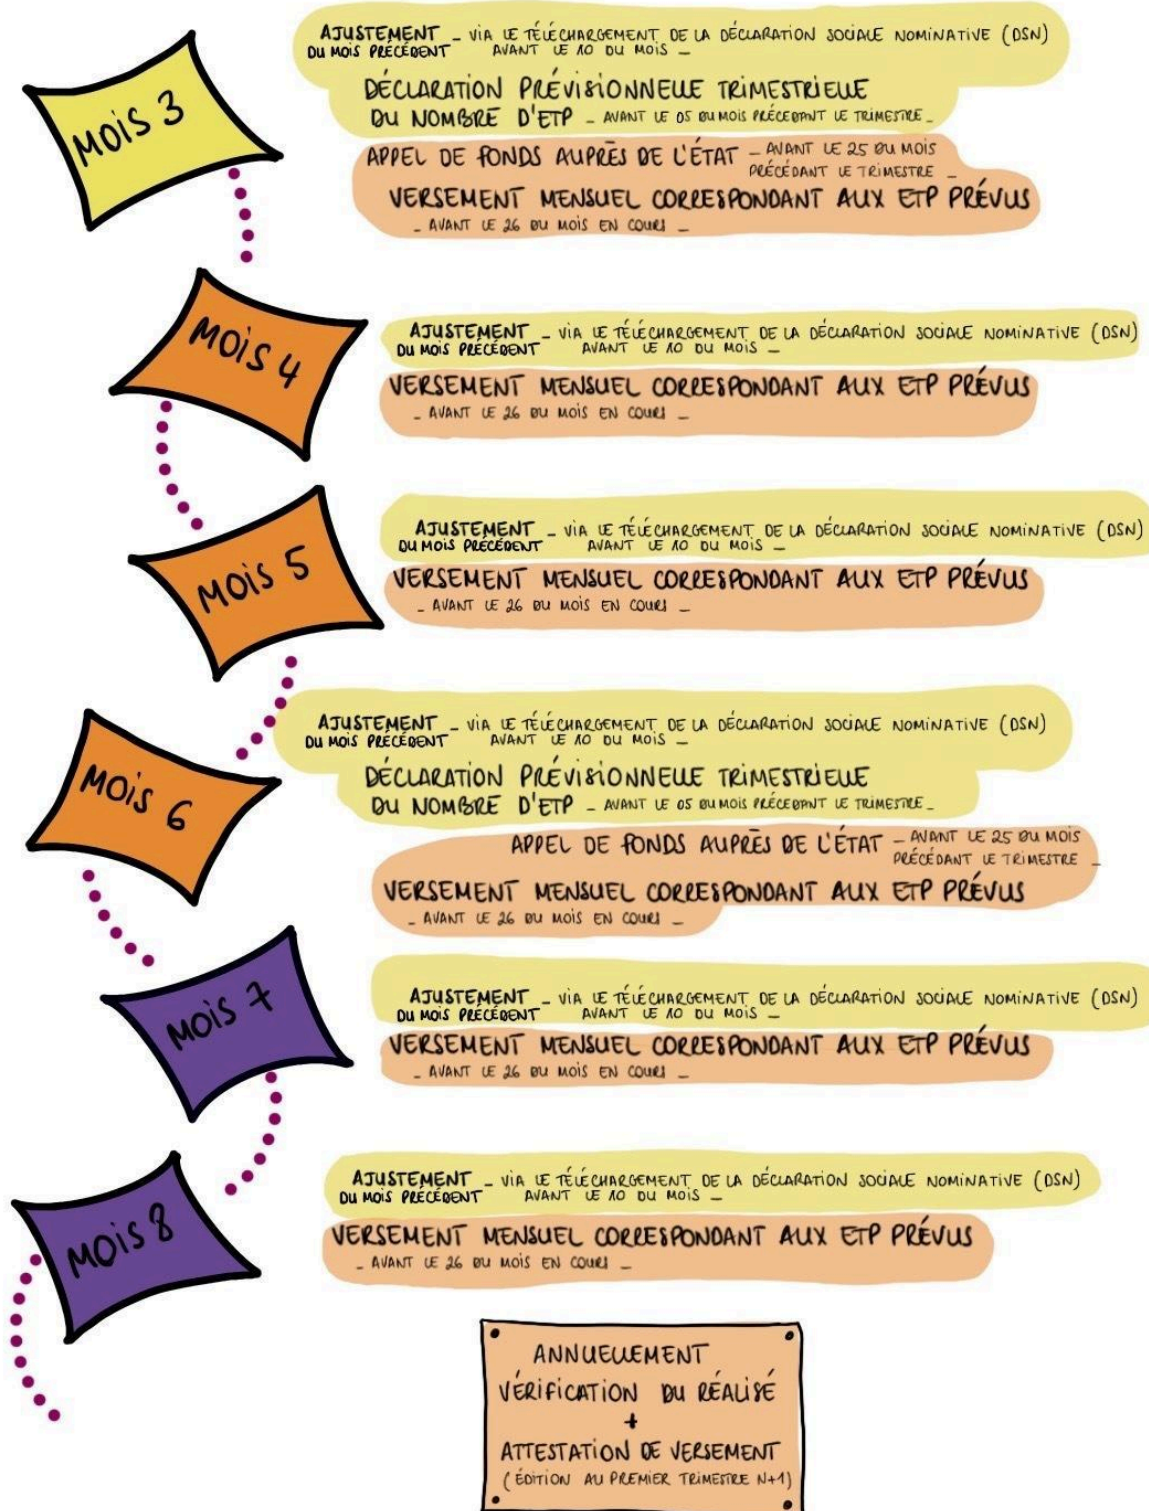 MOIS 3
AJUSTEMENT _ VIA LE TÉLÉCHARGEMENT DE LA DÉCLARATION SOCIALE NOMINATIVE (DSN)
DU MOIS PRÉCÉDENT AVANT LE 10 DU MOIS _
DÉCLARATION PRÉVISIONNELLE TRIMESTRIELLE
DU NOMBRE D'ETP _ AVANT LE 05 DU MOIS PRÉCÉDANT LE TRIMESTRE _
APPEL DE FONDS AUPRÈS DE L'ÉTAT _ AVANT LE 25 DU MOIS
PRÉCÉDANT LE TRIMESTRE _
VERSEMENT MENSUEL CORRESPONDANT AUX ETP PRÉVUS
_ AVANT LE 26 DU MOIS EN COURS _
MOIS 4
AJUSTEMENT _ VIA LE TÉLÉCHARGEMENT DE LA DÉCLARATION SOCIALE NOMINATIVE (DSN)
DU MOIS PRÉCÉDENT AVANT LE 10 DU MOIS _
VERSEMENT MENSUEL CORRESPONDANT AUX ETP PRÉVUS
_ AVANT LE 26 DU MOIS EN COURS _
MOIS 5
AJUSTEMENT _ VIA LE TÉLÉCHARGEMENT DE LA DÉCLARATION SOCIALE NOMINATIVE (DSN)
DU MOIS PRÉCÉDENT AVANT LE 10 DU MOIS _
VERSEMENT MENSUEL CORRESPONDANT AUX ETP PRÉVUS
_ AVANT LE 26 DU MOIS EN COURS _
MOIS 6
AJUSTEMENT _ VIA LE TÉLÉCHARGEMENT DE LA DÉCLARATION SOCIALE NOMINATIVE (DSN)
DU MOIS PRÉCÉDENT AVANT LE 10 DU MOIS _
DÉCLARATION PRÉVISIONNELLE TRIMESTRIELLE
DU NOMBRE D'ETP _ AVANT LE 05 DU MOIS PRÉCÉDANT LE TRIMESTRE _
APPEL DE FONDS AUPRÈS DE L'ÉTAT _ AVANT LE 25 DU MOIS
PRÉCÉDANT LE TRIMESTRE _
VERSEMENT MENSUEL CORRESPONDANT AUX ETP PRÉVUS
_ AVANT LE 26 DU MOIS EN COURS _
MOIS 7
AJUSTEMENT _ VIA LE TÉLÉCHARGEMENT DE LA DÉCLARATION SOCIALE NOMINATIVE (DSN)
DU MOIS PRÉCÉDENT AVANT LE 10 DU MOIS _
VERSEMENT MENSUEL CORRESPONDANT AUX ETP PRÉVUS
_ AVANT LE 26 DU MOIS EN COURS _
MOIS 8
AJUSTEMENT _ VIA LE TÉLÉCHARGEMENT DE LA DÉCLARATION SOCIALE NOMINATIVE (DSN)
DU MOIS PRÉCÉDENT AVANT LE 10 DU MOIS _
VERSEMENT MENSUEL CORRESPONDANT AUX ETP PRÉVUS
_ AVANT LE 26 DU MOIS EN COURS _
ANNUELLEMENT
VÉRIFICATION DU RÉALISÉ
+
ATTESTATION DE VERSEMENT
(ÉDITION AU PREMIER TRIMESTRE N+1)